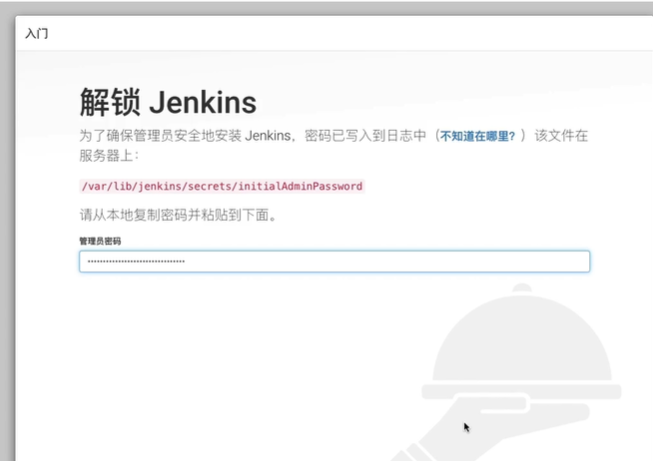 入门
解锁 Jenkins
为了确保管理员安全地安装 Jenkins、密码已写入到日志中（不知道在哪里？）该文件在
服务器上：
/var/lib/jenkins/secrets/initialAdminPassword
请从本地复制密码并粘贴到下面。
管理员密码